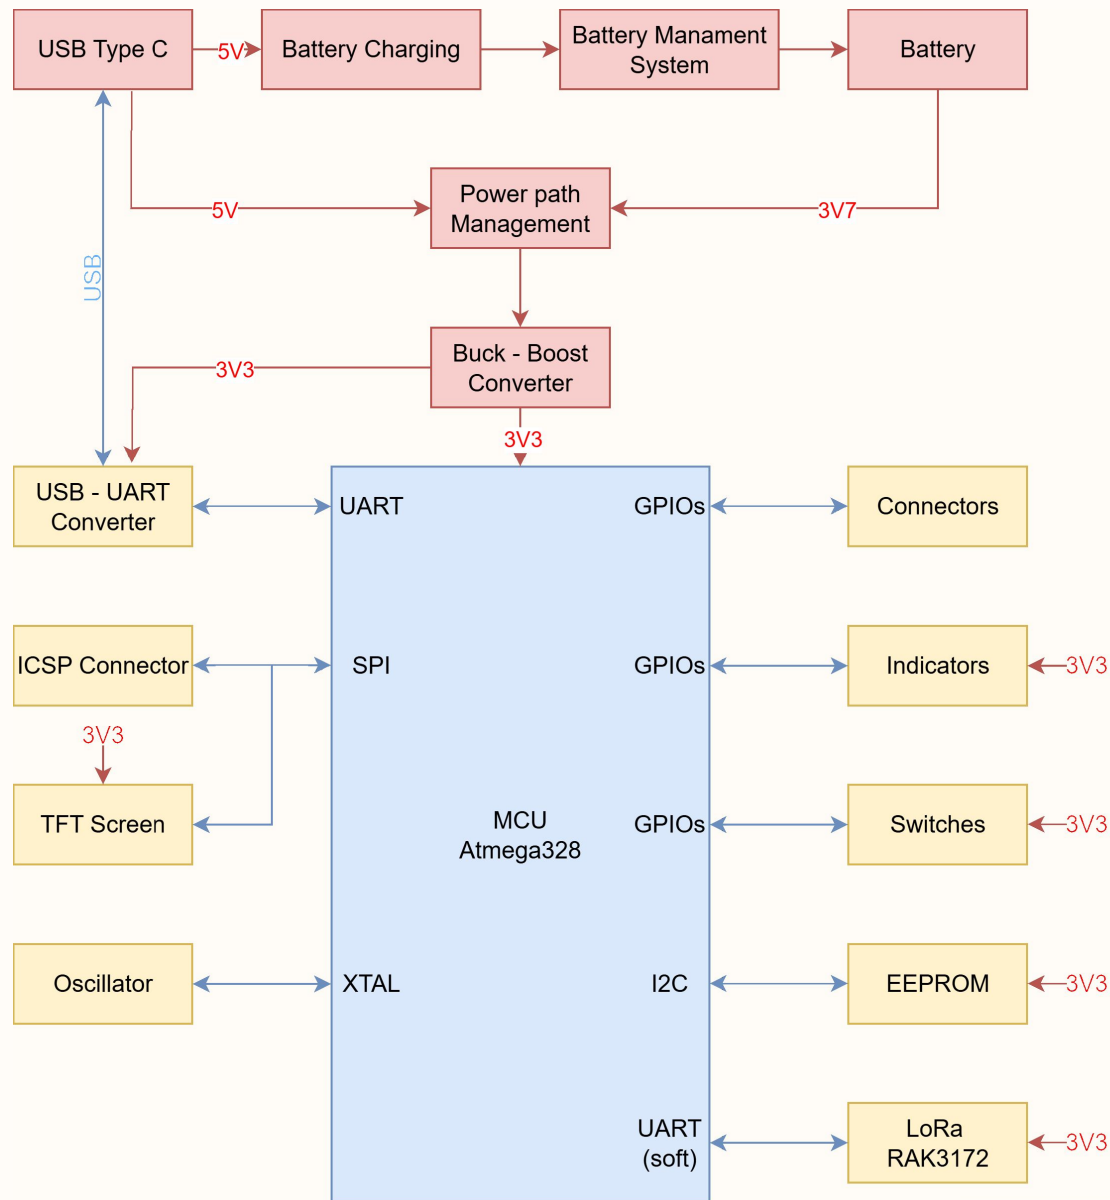 USB Type C
5V
Battery Charging
Battery Manament
System
Battery
Power path
Management
5V
3V7
USB
Buck - Boost
Converter
3V3
3V3
USB - UART
Converter
UART
GPIOs
Connectors
ICSP Connector
SPI
GPIOs
Indicators
3V3
3V3
TFT Screen
MCU
Atmega328
GPIOs
Switches
3V3
Oscillator
XTAL
I2C
EEPROM
3V3
UART
(soft)
LoRa
RAK3172
3V3